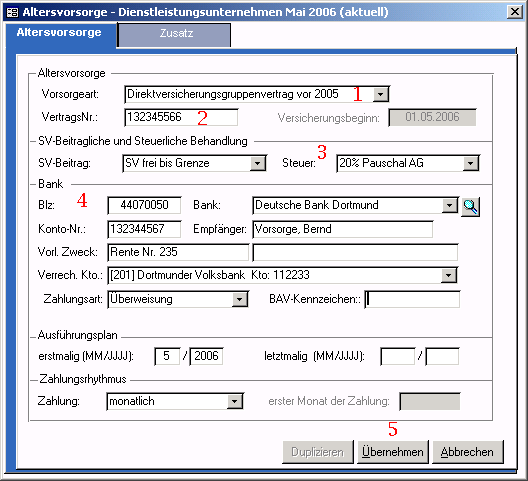 Altersvorsorge - Dienstleistungsunternehmen Mai 2006 (aktuell)
Altersvorsorge Zusatz
Altersvorsorge
Vorsorgeart: Direktversicherungsgruppenvertrag vor 2005 1
VertragsNr.: 132345566 2 Versicherungsbeginn: 01.05.2006
SV-Beitragliche und Steuerliche Behandlung
SV-Beitrag: SV frei bis Grenze 3 Steuer: 20% Pauschal AG
Bank
Blz: 4 44070050 Bank: Deutsche Bank Dortmund
Konto-Nr.: 132344567 Empfänger: Vorsorge, Bernd
Vorl. Zweck: Rente Nr. 235
Verrech. Kto.: [201] Dortmunder Volksbank Kto: 112233
Zahlungsart: Überweisung BAV-Kennzeichen::
Ausführungsplan
erstmalig (MM/JJJJ): 5 / 2006 letztmalig (MM/JJJJ): /
Zahlungsrhythmus
Zahlung: monatlich erster Monat der Zahlung:
5
Duplizieren Übernehmen Abbrechen